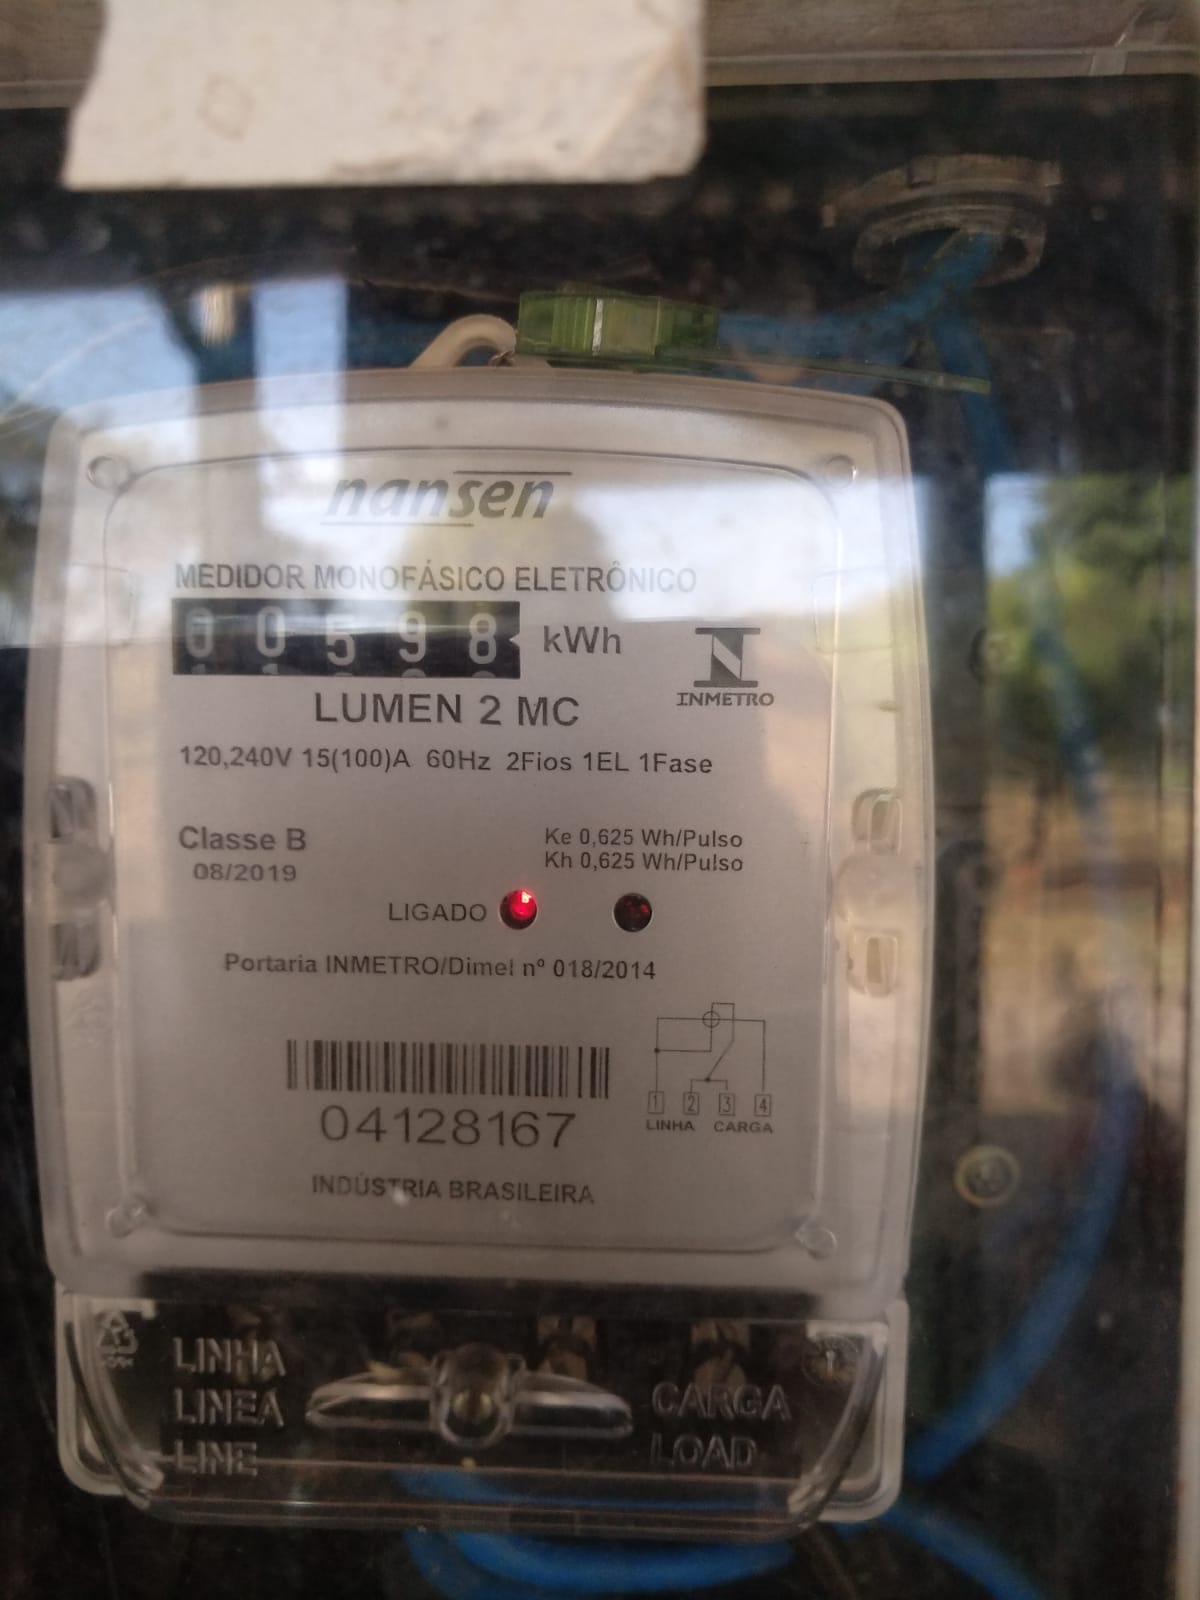 nansen
MEDIDOR MONOFÁSICO ELETRÔNICO
00598 kWh
INMETRO
LUMEN 2 MC
120,240V 15(100)A 60Hz 2Fios 1EL 1Fase
Classe B
08/2019
Ke 0,625 Wh/Pulso
Kh 0,625 Wh/Pulso
LIGADO
Portaria INMETRO/Dimel nº 018/2014
1 2 3 4
LINHA CARGA
04128167
INDÚSTRIA BRASILEIRA
LINHA
LINEA
LINE
CARGA
LOAD